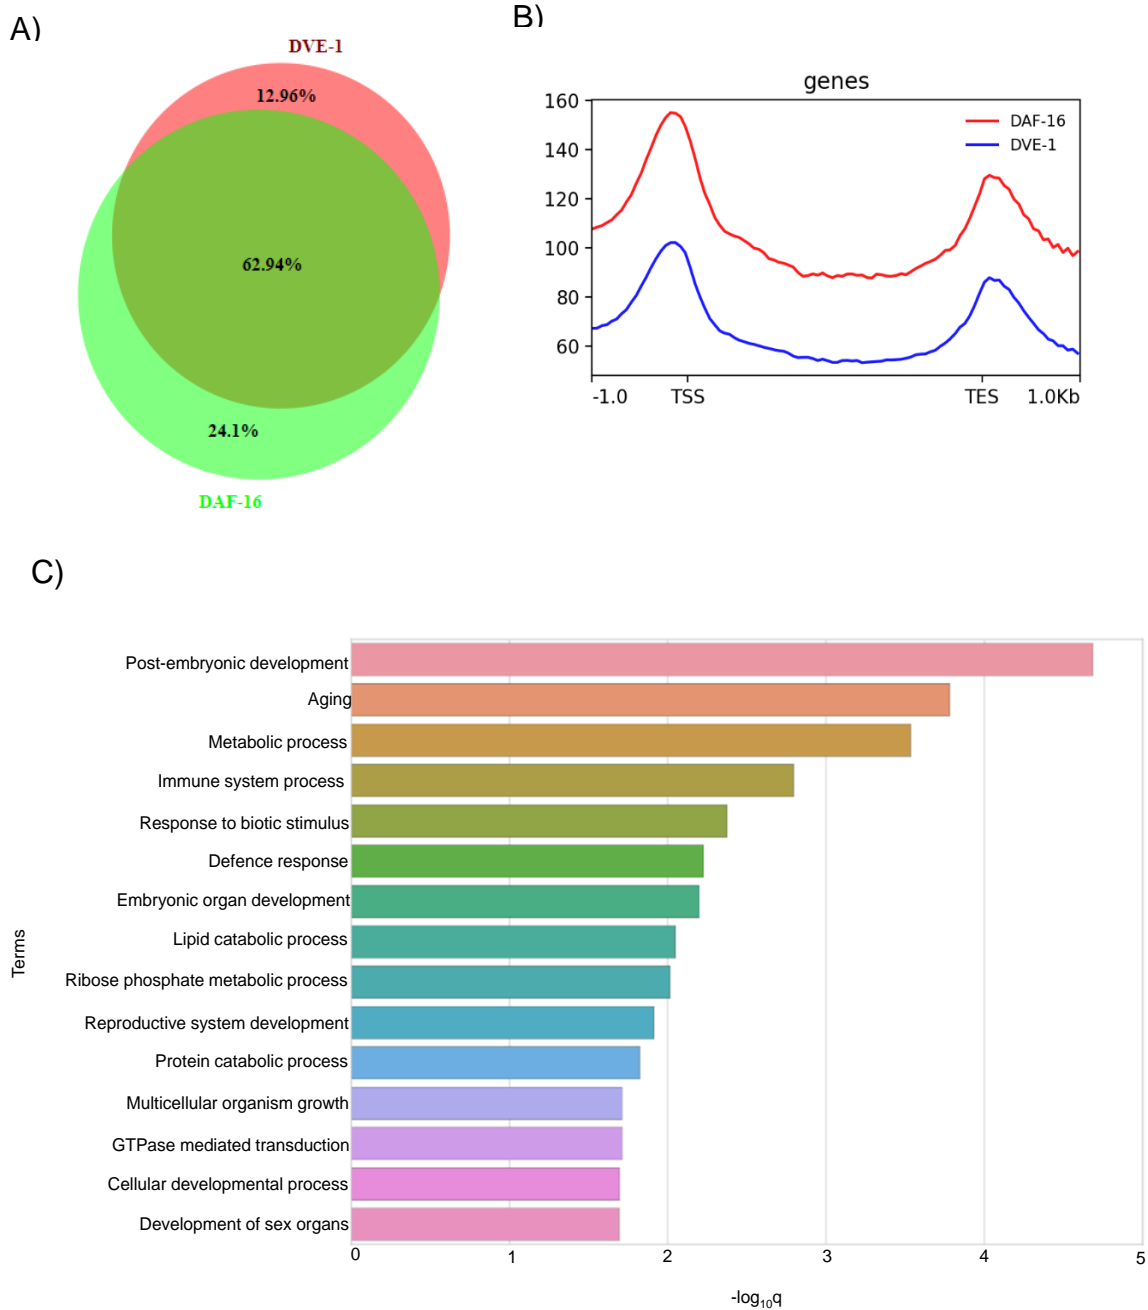 A)
DVE-1
12.96%
62.94%
24.1%
DAF-16
B)
genes
160
140
120
100
80
60
DAF-16
DVE-1
-1.0 TSS TES 1.0Kb
C)
Terms
Post-embryonic development
Aging
Metabolic process
Immune system process
Response to biotic stimulus
Defence response
Embryonic organ development
Lipid catabolic process
Ribose phosphate metabolic process
Reproductive system development
Protein catabolic process
Multicellular organism growth
GTPase mediated transduction
Cellular developmental process
Development of sex organs
0 1 2 3 4 5
-log₁₀q